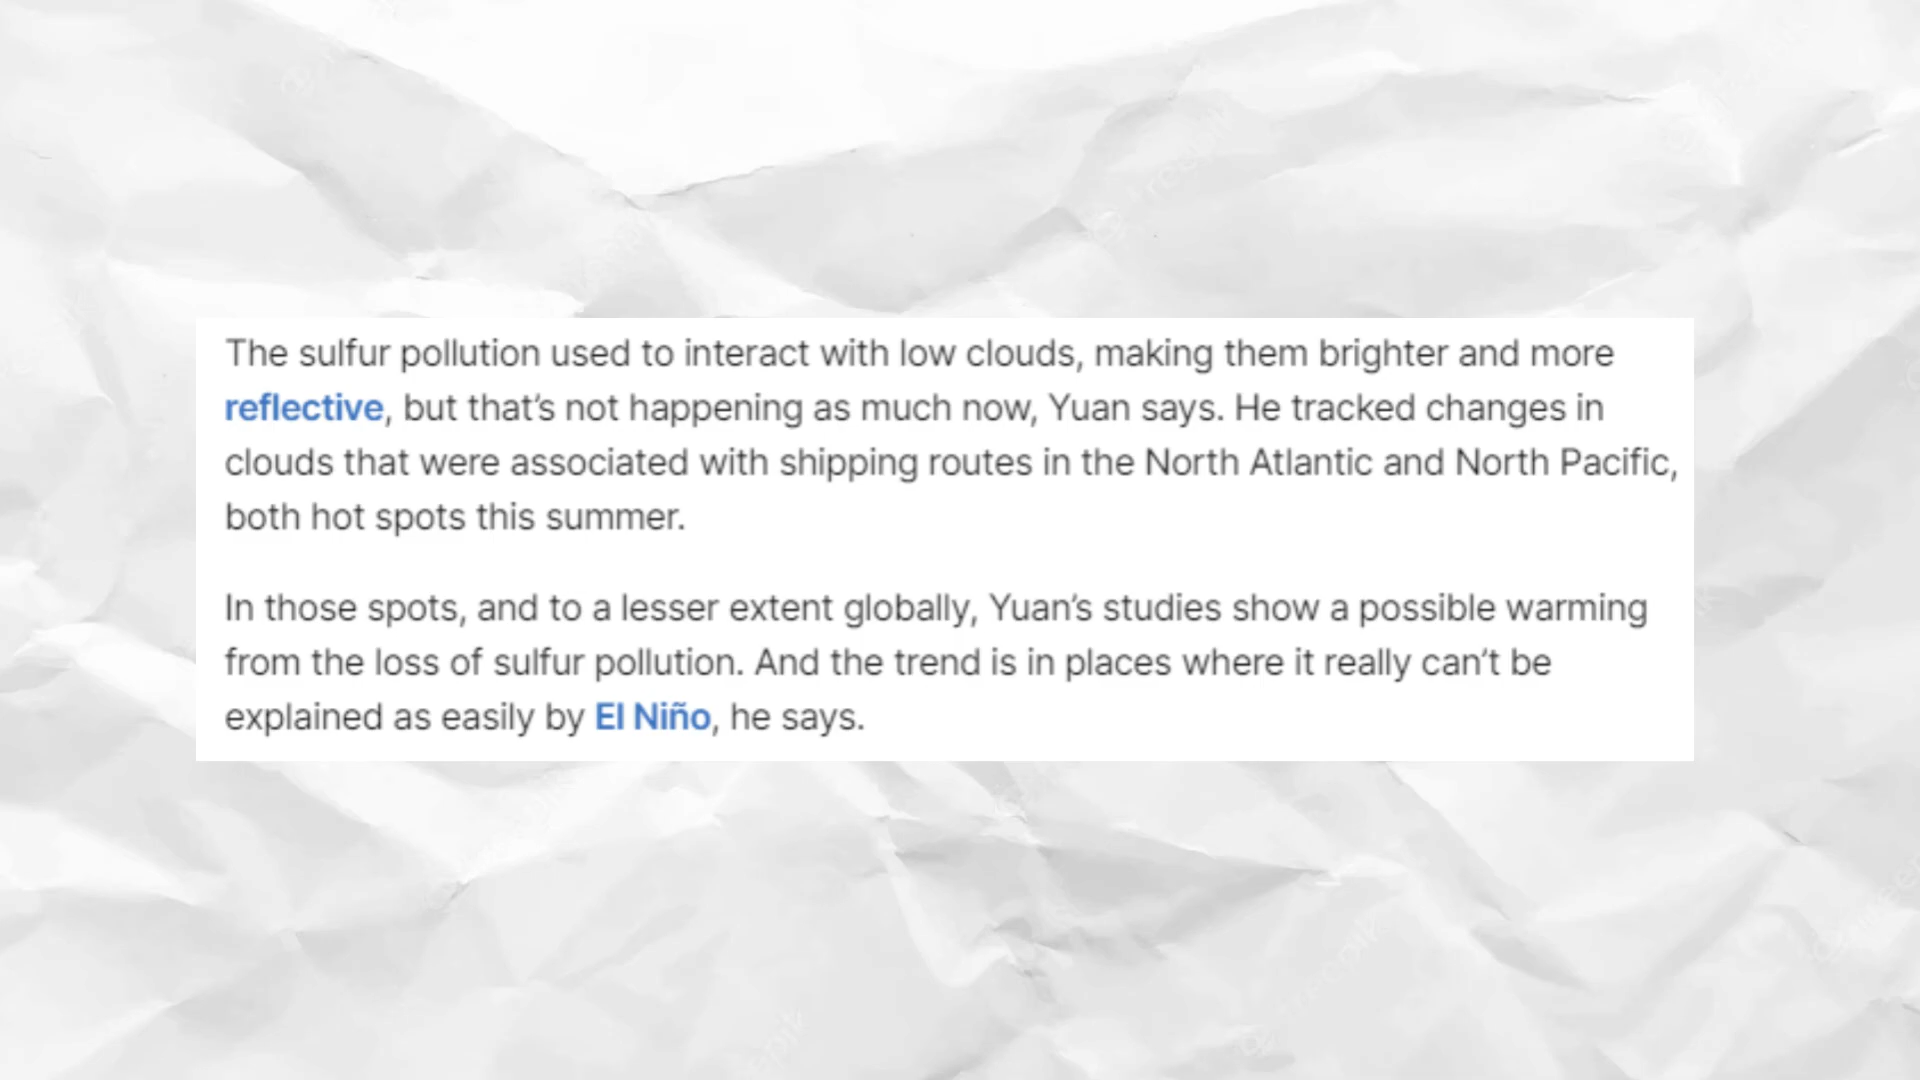 The sulfur pollution used to interact with low clouds, making them brighter and more
reflective, but that’s not happening as much now, Yuan says. He tracked changes in
clouds that were associated with shipping routes in the North Atlantic and North Pacific,
both hot spots this summer.
In those spots, and to a lesser extent globally, Yuan’s studies show a possible warming
from the loss of sulfur pollution. And the trend is in places where it really can’t be
explained as easily by El Niño, he says.